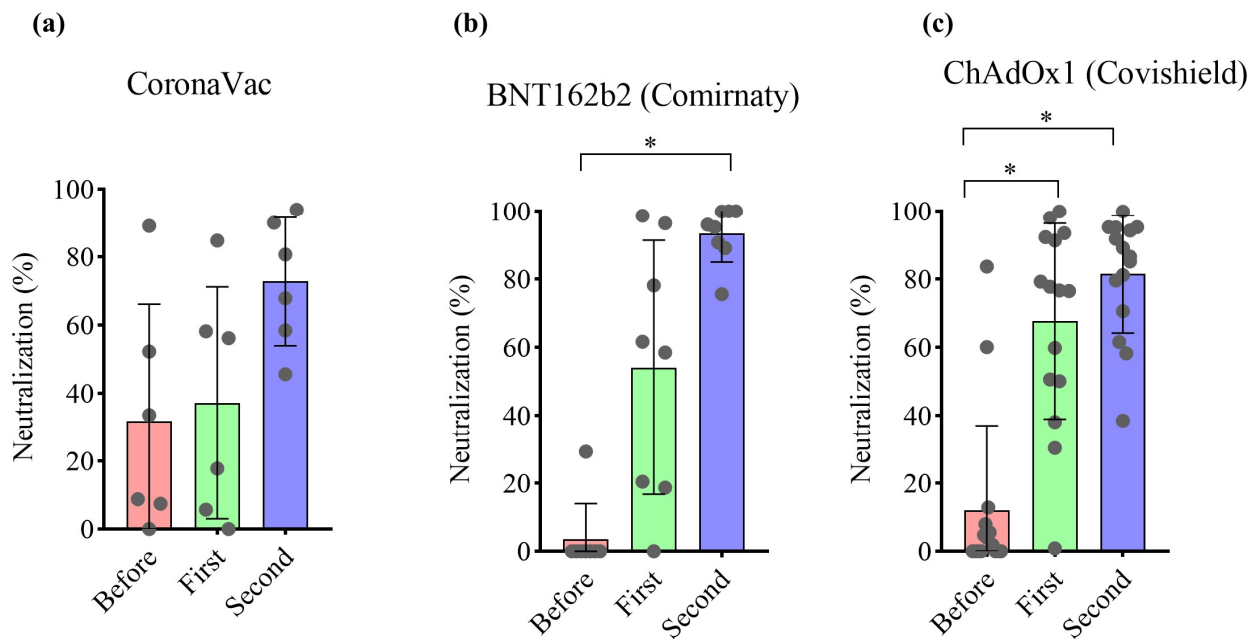 (a)
CoronaVac
Neutralization (%)
100
80
60
40
20
0
Before
First
Second
(b)
BNT162b2 (Comirnaty)
*
Neutralization (%)
100
80
60
40
20
0
Before
First
Second
(c)
ChAdOx1 (Covishield)
*
*
Neutralization (%)
100
80
60
40
20
0
Before
First
Second